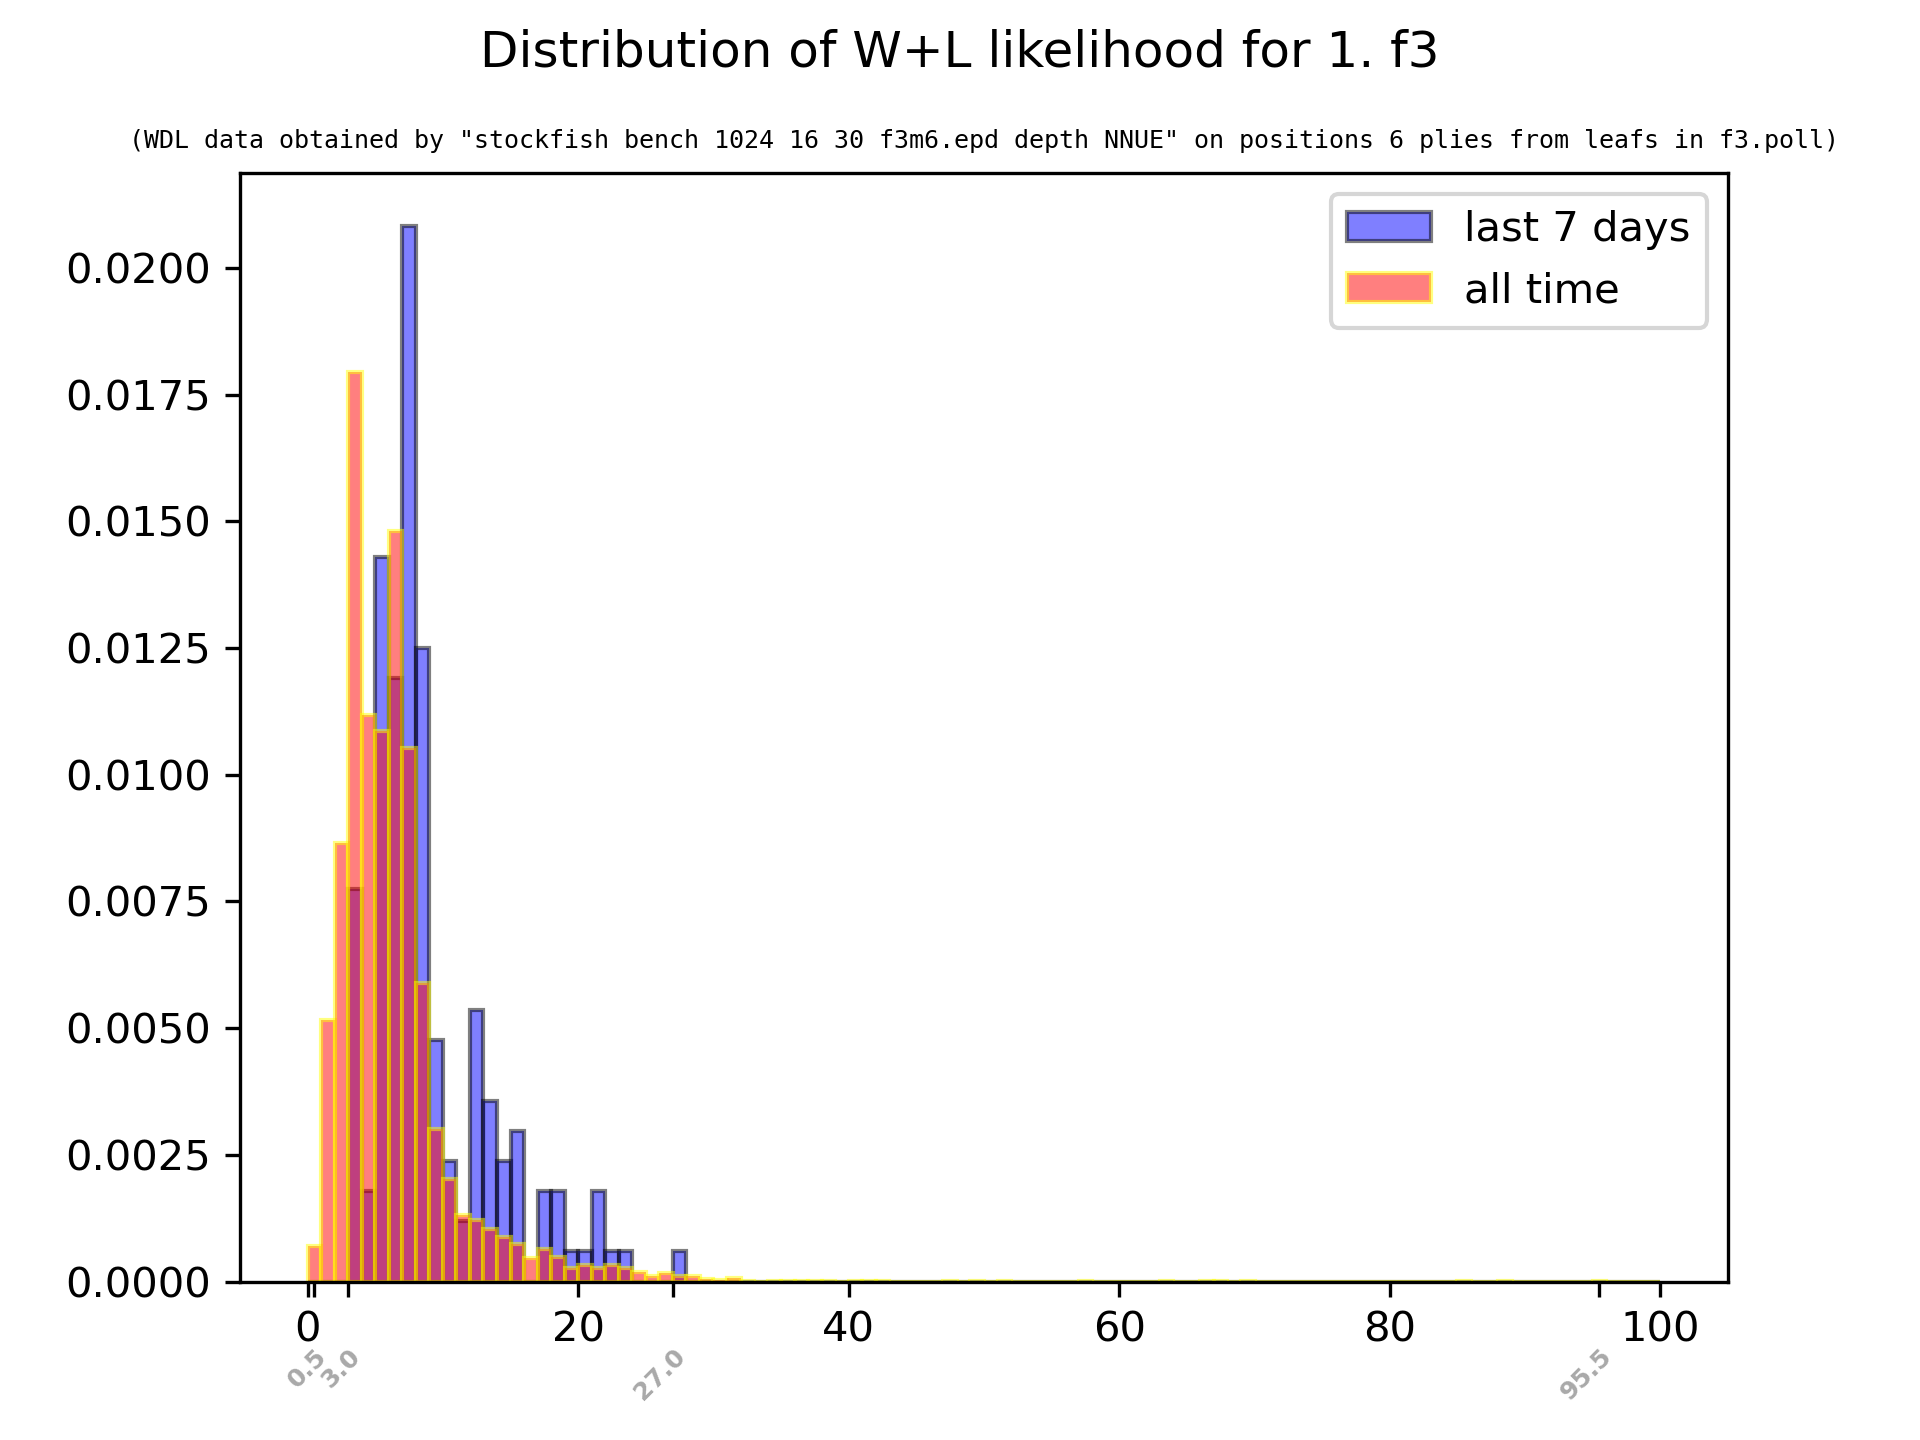 Distribution of W+L likelihood for 1. f3
(WDL data obtained by "stockfish bench 1024 16 30 f3m6.epd depth NNUE" on positions 6 plies from leafs in f3.poll)
last 7 days
all time
0.0200
0.0175
0.0150
0.0125
0.0100
0.0075
0.0050
0.0025
0.0000
0 20 40 60 80 100
0.5 3.0 27.0 95.5